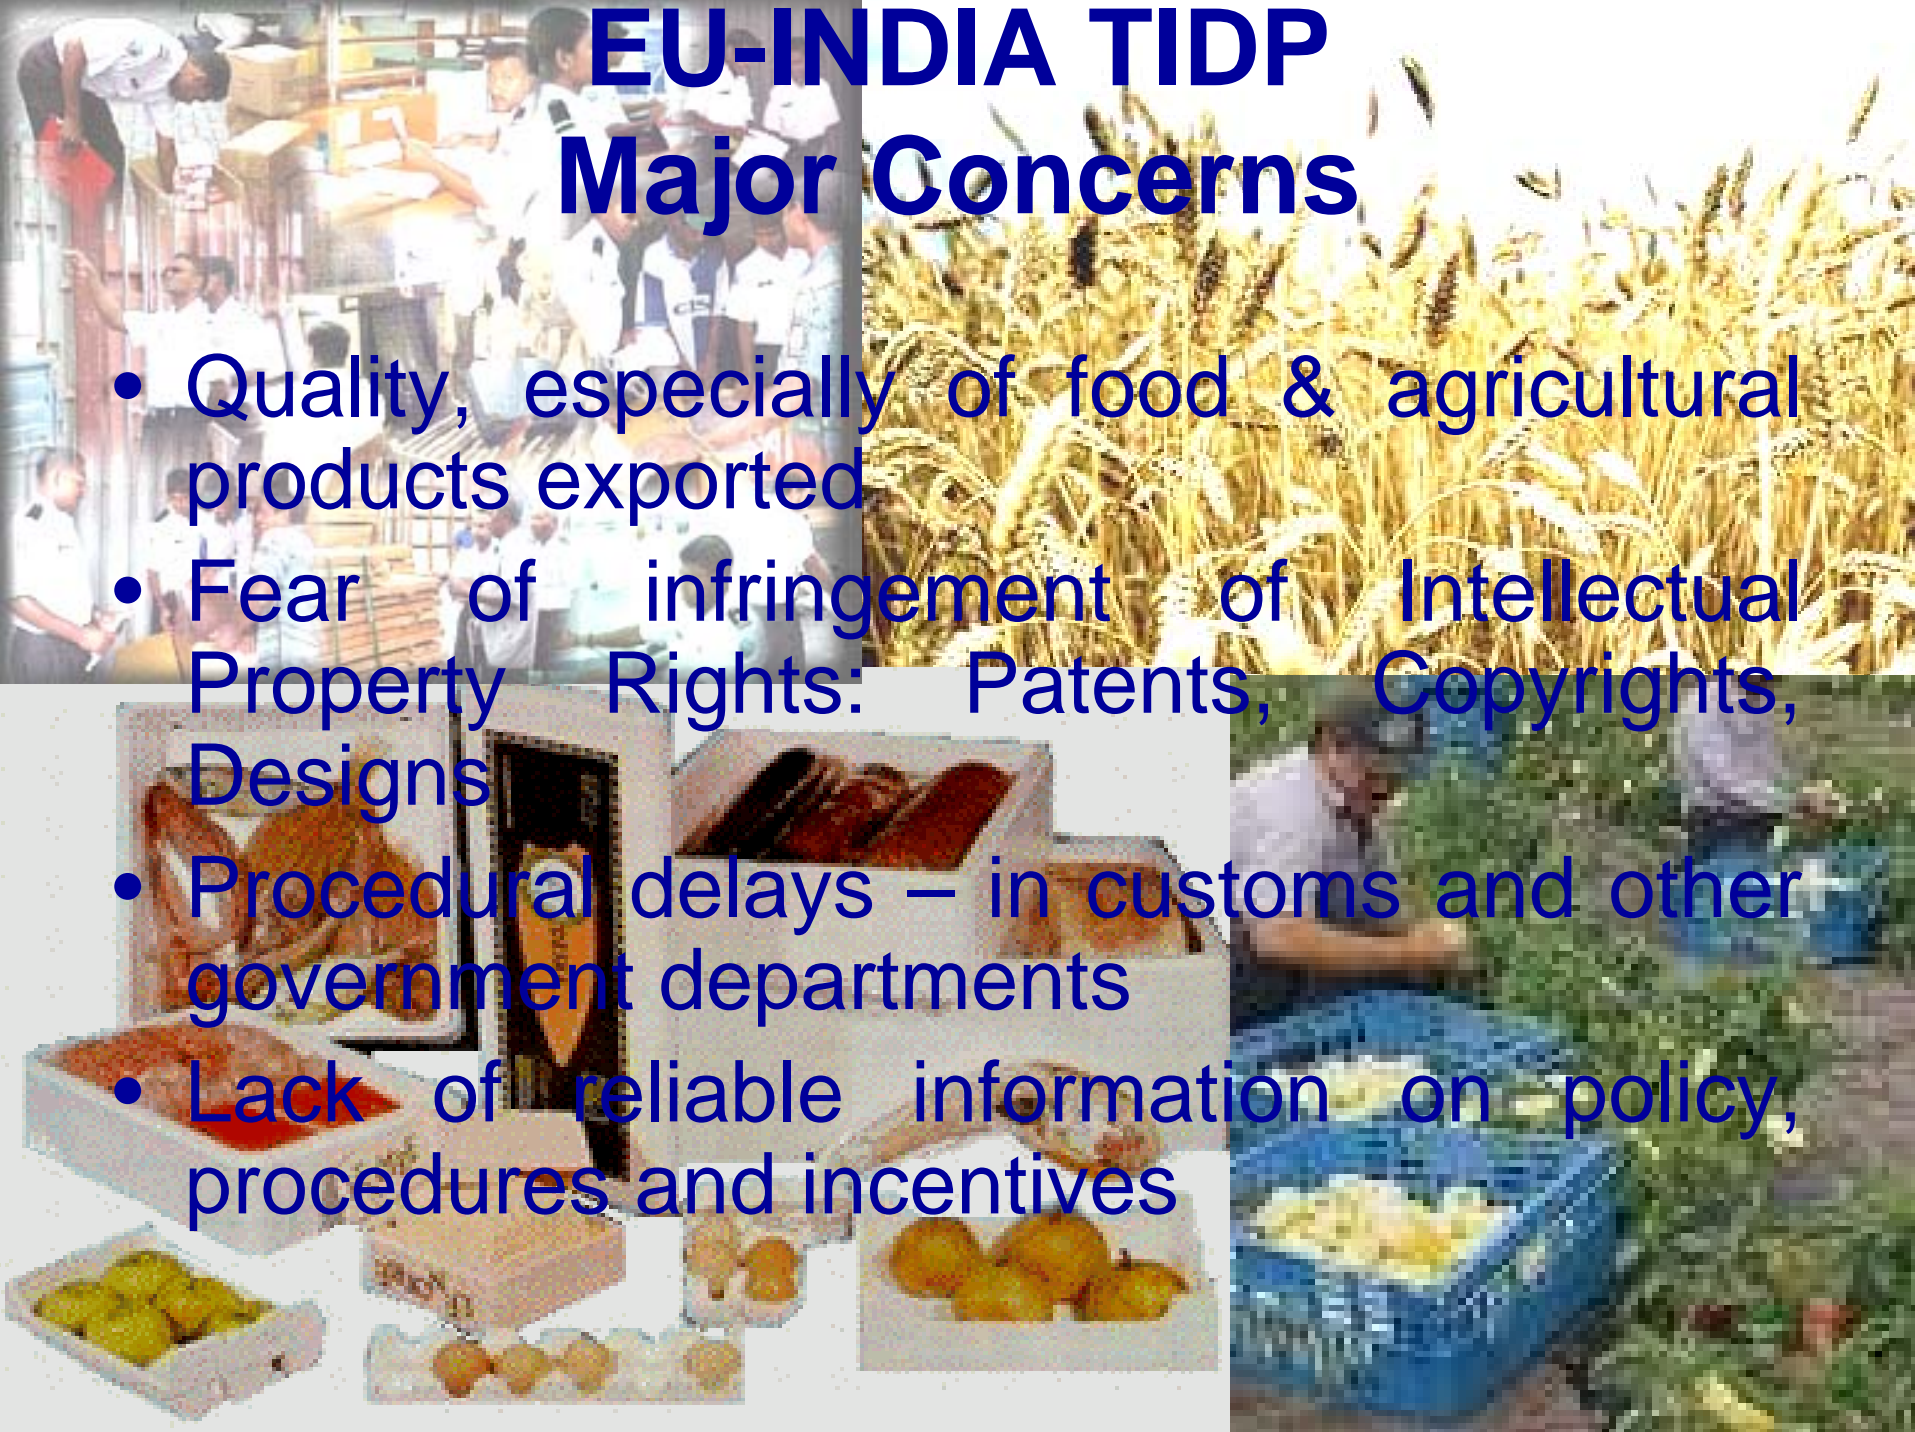 EU-INDIA TIDP
Major Concerns
• Quality, especially of food & agricultural
products exported
• Fear of infringement of Intellectual
Property Rights: Patents, Copyrights,
Designs
• Procedural delays – in customs and other
government departments
• Lack of reliable information on policy,
procedures and incentives